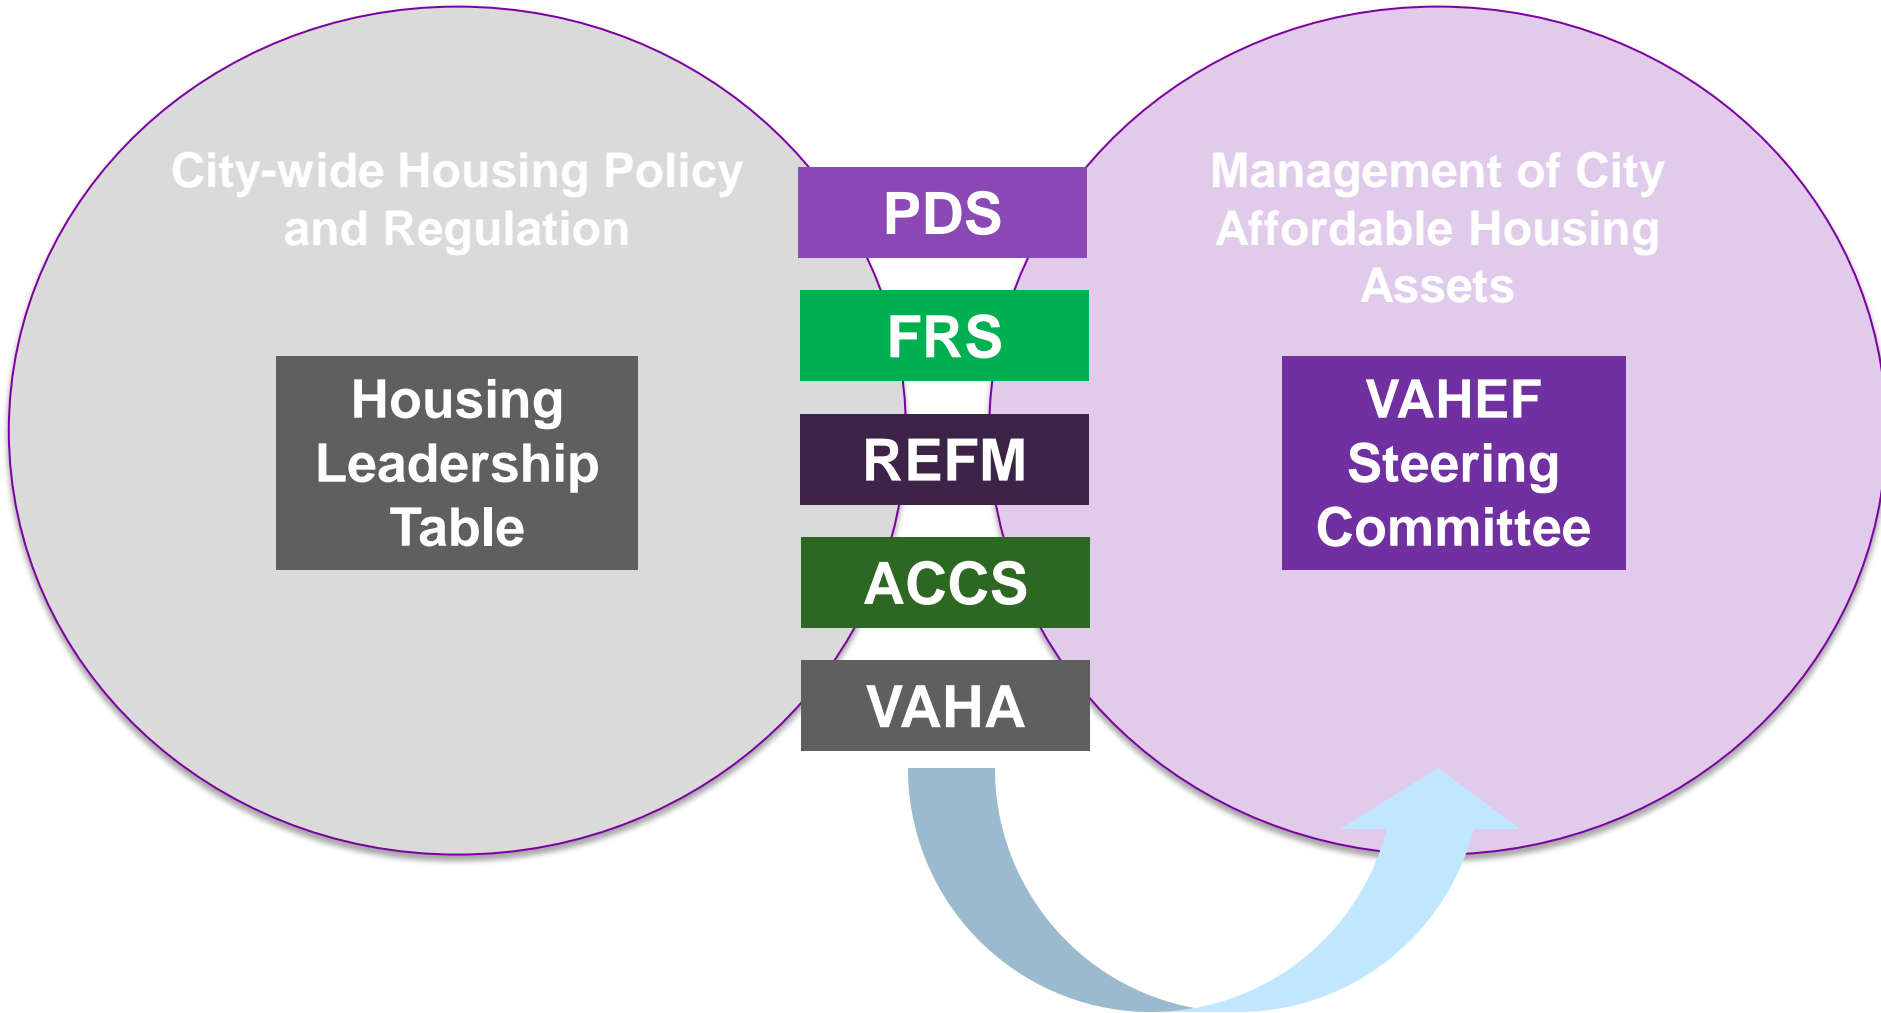 City-wide Housing Policy
and Regulation
Housing
Leadership
Table
PDS
FRS
REFM
ACCS
VAHA
Management of City
Affordable Housing
Assets
VAHEF
Steering
Committee